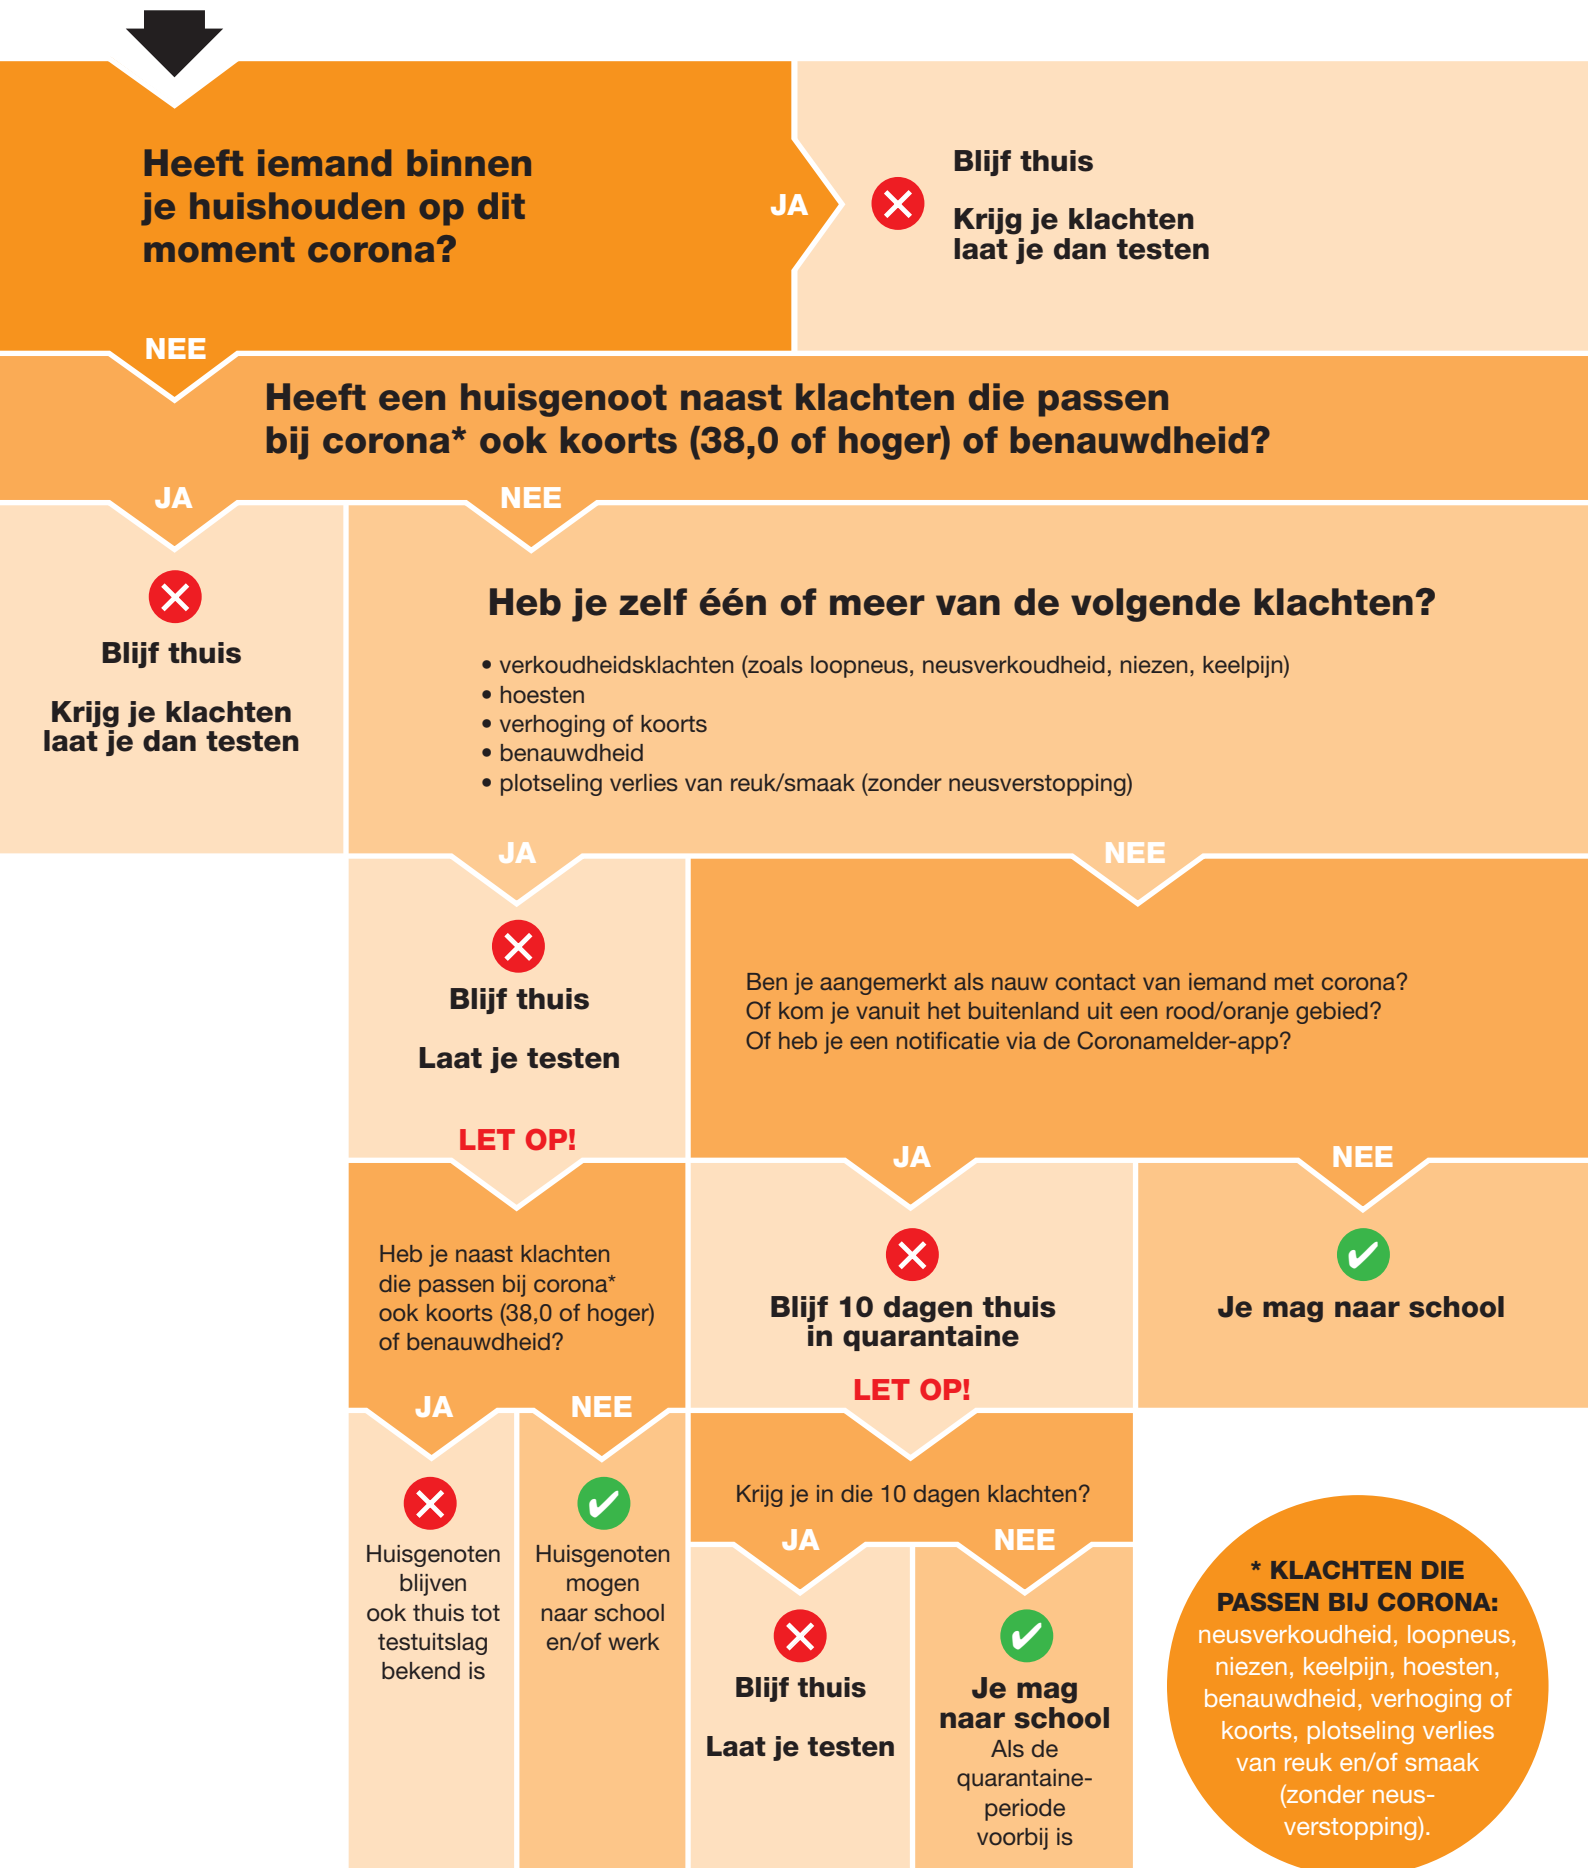 Heeft iemand binnen
je huishouden op dit
moment corona?
JA
Blijf thuis
Krijg je klachten
laat je dan testen
NEE
Heeft een huisgenoot naast klachten die passen
bij corona* ook koorts (38,0 of hoger) of benauwdheid?
JA
NEE
Blijf thuis
Krijg je klachten
laat je dan testen
Heb je zelf één of meer van de volgende klachten?
• verkoudheidsklachten (zoals loopneus, neusverkoudheid, niezen, keelpijn)
• hoesten
• verhoging of koorts
• benauwdheid
• plotseling verlies van reuk/smaak (zonder neusverstopping)
JA
NEE
Blijf thuis
Laat je testen
LET OP!
Ben je aangemerkt als nauw contact van iemand met corona?
Of kom je vanuit het buitenland uit een rood/oranje gebied?
Of heb je een notificatie via de Coronamelder-app?
JA
NEE
Heb je naast klachten
die passen bij corona*
ook koorts (38,0 of hoger)
of benauwdheid?
Blijf 10 dagen thuis
in quarantaine
LET OP!
Je mag naar school
JA
NEE
Huisgenoten
blijven
ook thuis tot
testuitslag
bekend is
Huisgenoten
mogen
naar school
en/of werk
Krijg je in die 10 dagen klachten?
JA
NEE
Blijf thuis
Laat je testen
Je mag
naar school
Als de
quarantaine-
periode
voorbij is
* KLACHTEN DIE
PASSEN BIJ CORONA:
neusverkoudheid, loopneus,
niezen, keelpijn, hoesten,
benauwdheid, verhoging of
koorts, plotseling verlies
van reuk en/of smaak
(zonder neus-
verstopping).